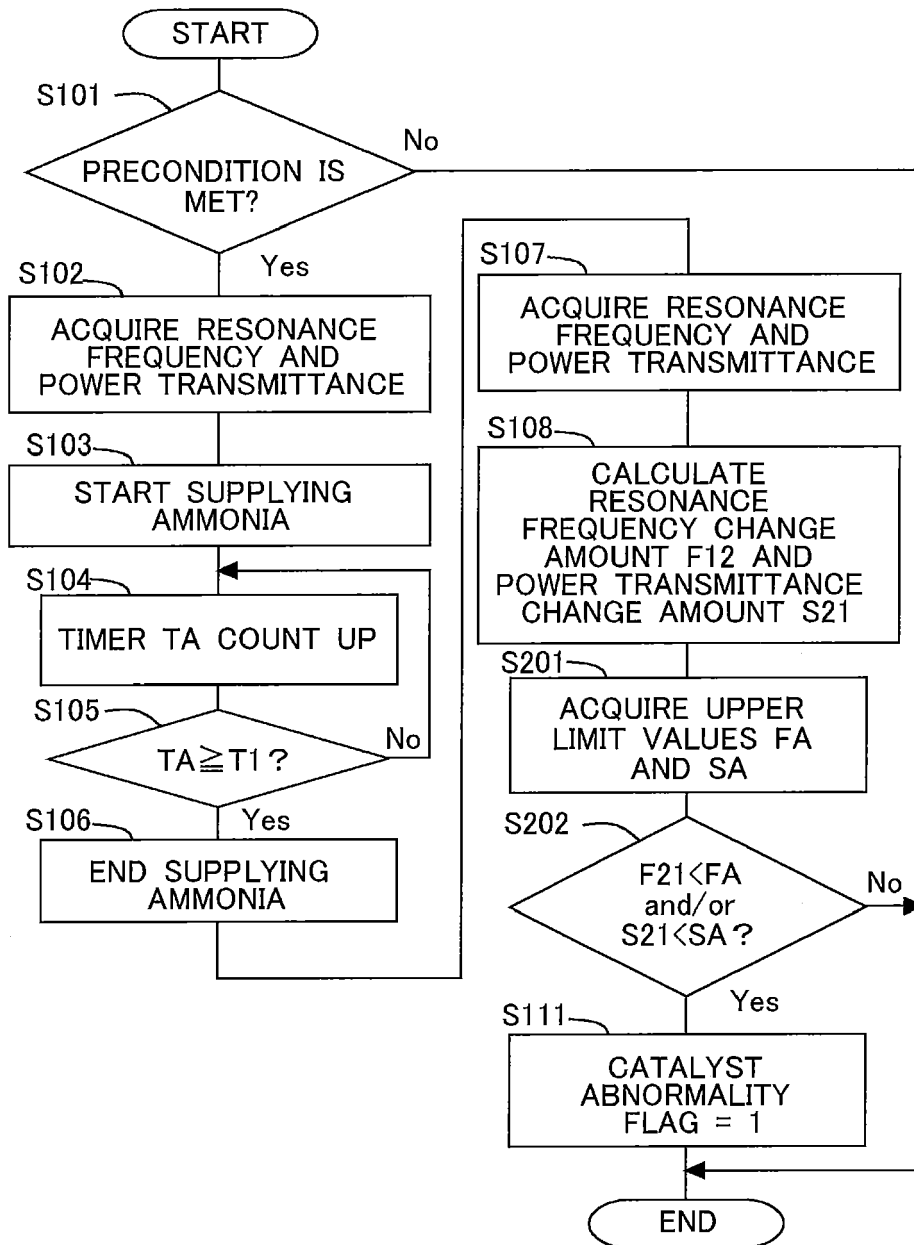 START
S101
No
PRECONDITION IS
MET?
Yes
S102
ACQUIRE RESONANCE
FREQUENCY AND
POWER TRANSMITTANCE
S103
START SUPPLYING
AMMONIA
S104
TIMER TA COUNT UP
S105
No
TA≧T1?
Yes
S106
END SUPPLYING
AMMONIA
S107
ACQUIRE RESONANCE
FREQUENCY AND
POWER TRANSMITTANCE
S108
CALCULATE
RESONANCE
FREQUENCY CHANGE
AMOUNT F12 AND
POWER TRANSMITTANCE
CHANGE AMOUNT S21
S201
ACQUIRE UPPER
LIMIT VALUES FA
AND SA
S202
F21<FA
and/or
S21<SA?
No
Yes
S111
CATALYST
ABNORMALITY
FLAG = 1
END